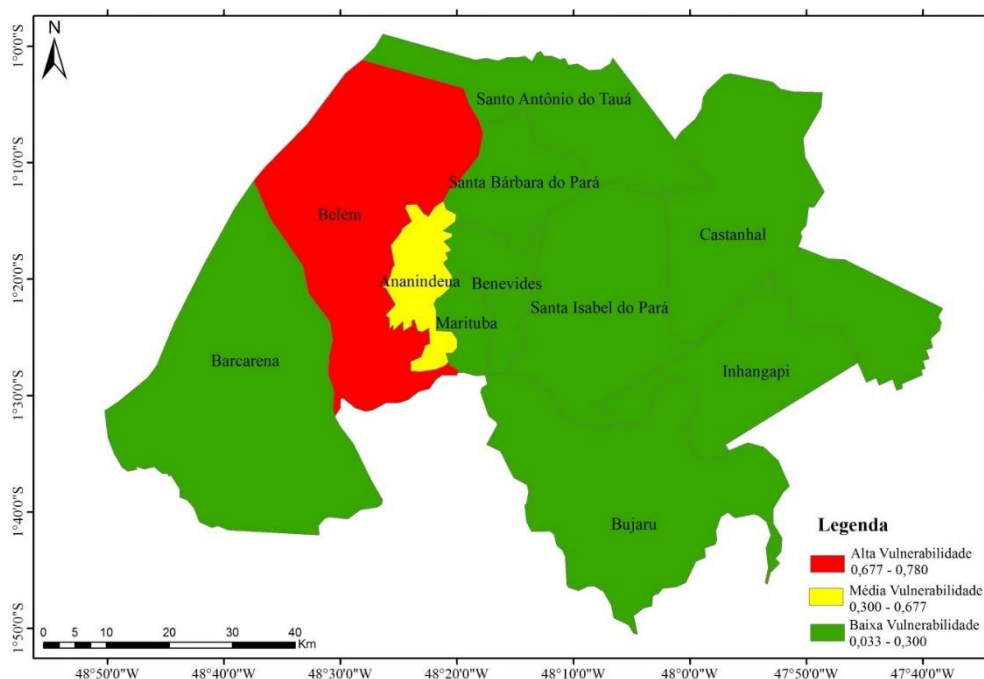 N
1°0'0"S
1°10'0"S
1°20'0"S
1°30'0"S
1°40'0"S
1°50'0"S
Santo Antônio do Tauá
Santa Bárbara do Pará
Belém
Castanhal
Ananindeua
Benevides
Santa Isabel do Pará
Marituba
Barcarena
Inhangapi
Bujaru
Legenda
Alta Vulnerabilidade
0,677 - 0,780
Média Vulnerabilidade
0,300 - 0,677
Baixa Vulnerabilidade
0,033 - 0,300
0 5 10 20 30 40
Km
48°50'0"W 48°40'0"W 48°30'0"W 48°20'0"W 48°10'0"W 48°0'0"W 47°50'0"W 47°40'0"W